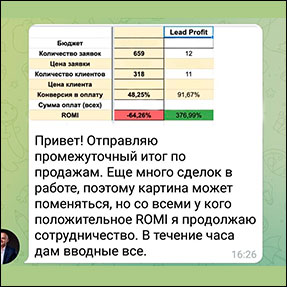 Lead Profit
Бюджет
Количество заявок 659 12
Цена заявки
Количество клиентов 318 11
Цена клиента
Конверсия в оплату 48,25% 91,67%
Сумма оплат (всех)
ROMI -64,26% 376,99%
Привет! Отправляю
промежуточный итог по
продажам. Еще много сделок в
работе, поэтому картина может
поменяться, но со всеми у кого
положительное ROMI я продолжаю
сотрудничество. В течение часа
дам вводные все.
16:26